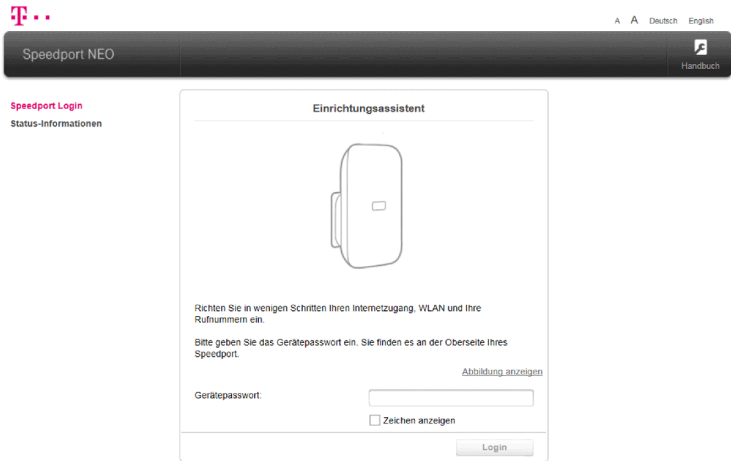 T
A A Deutsch English
Speedport NEO
Handbuch
Speedport Login
Status-Informationen
Einrichtungsassistent
Richten Sie in wenigen Schritten Ihren Internetzugang, WLAN und Ihre
Rufnummern ein.
Bitte geben Sie das Gerätepasswort ein. Sie finden es an der Oberseite Ihres
Speedport.
Abbildung anzeigen
Gerätepasswort:
Zeichen anzeigen
Login